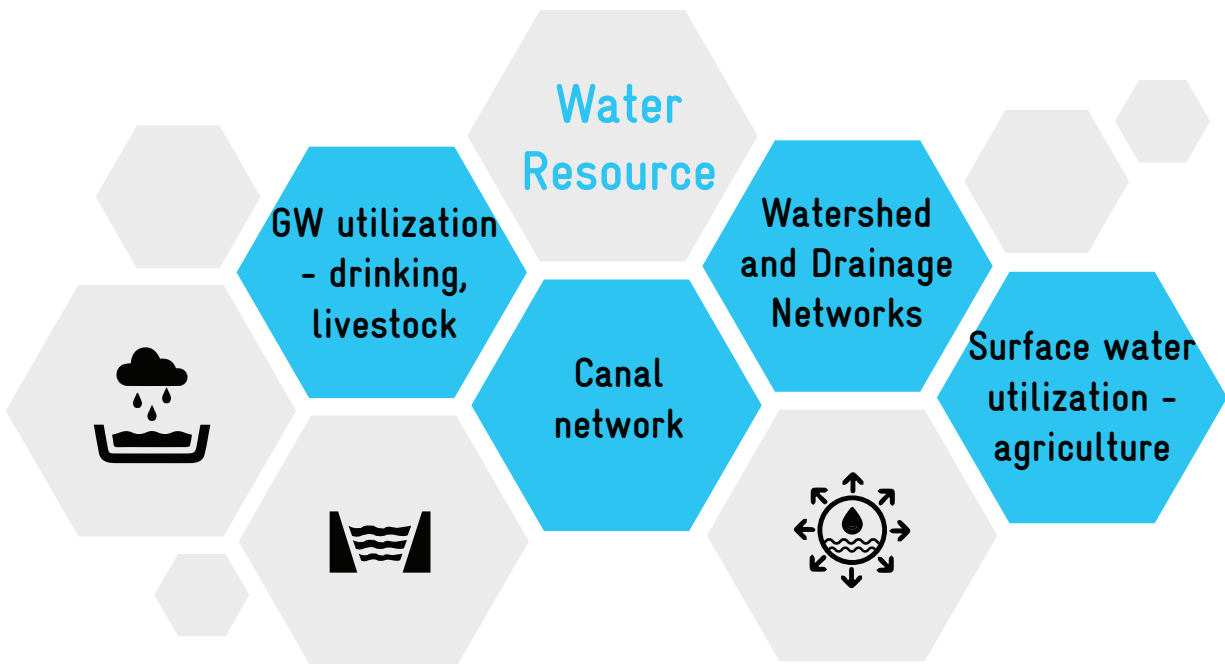 Water
Resource
GW utilization
- drinking,
livestock
Canal
network
Watershed
and Drainage
Networks
Surface water
utilization -
agriculture